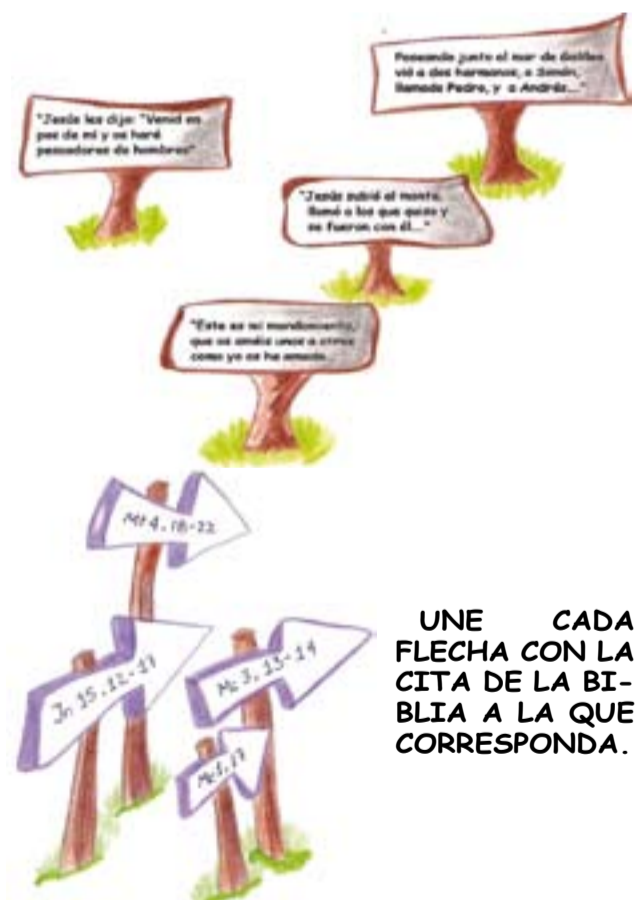 "Jesús les dijo: "Venid en
pos de mí y os haré
pescadores de hombres"
Paseando junto al mar de Galilea
vió a dos hermanos, a Simón,
llamado Pedro, y a Andrés..."
"Jesús subió al monte,
llamó a los que quiso y
se fueron con él..."
"Este es mi mandamiento,
que os améis unos a otros
como yo os he amado...
Mt 4, 18-22
Jn 15, 12-17
Mc 3, 13-14
Mc 1, 17
UNE CADA
FLECHA CON LA
CITA DE LA BI-
BLIA A LA QUE
CORRESPONDA.